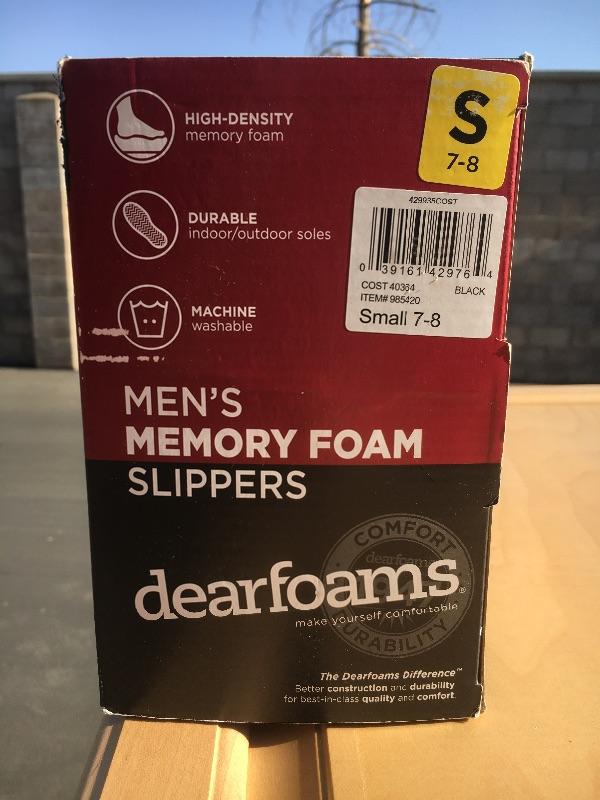 HIGH-DENSITY
memory foam
S
7-8
DURABLE
indoor/outdoor soles
429935COST
0 39161 42976 4
COST 40364
BLACK
ITEM# 985420
Small 7-8
MACHINE
washable
MEN'S
MEMORY FOAM
SLIPPERS
COMFORT
dearfoams
dearfoams®
make yourself comfortable
DURABILITY
The Dearfoams Difference™
Better construction and durability
for best-in-class quality and comfort.